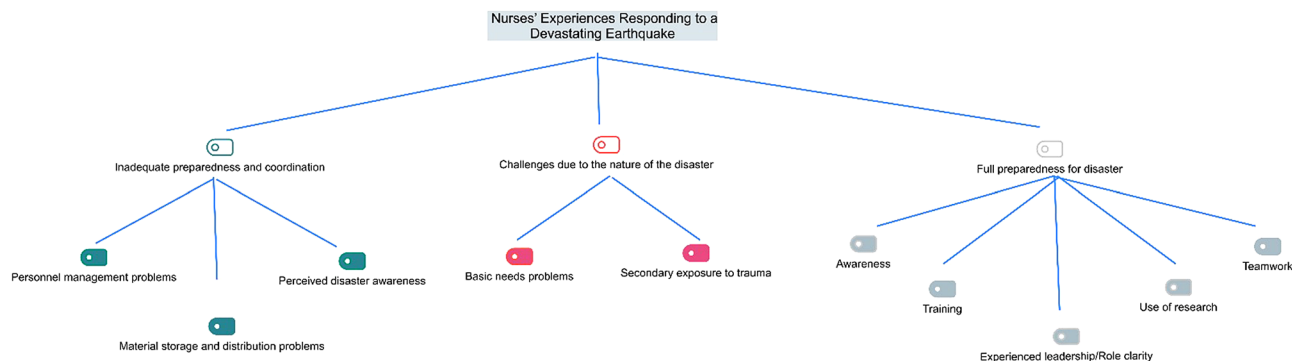 Nurses' Experiences Responding to a
Devastating Earthquake
Inadequate preparedness and coordination
Challenges due to the nature of the disaster
Full preparedness for disaster
Personnel management problems
Material storage and distribution problems
Perceived disaster awareness
Basic needs problems
Secondary exposure to trauma
Awareness
Training
Experienced leadership/Role clarity
Use of research
Teamwork